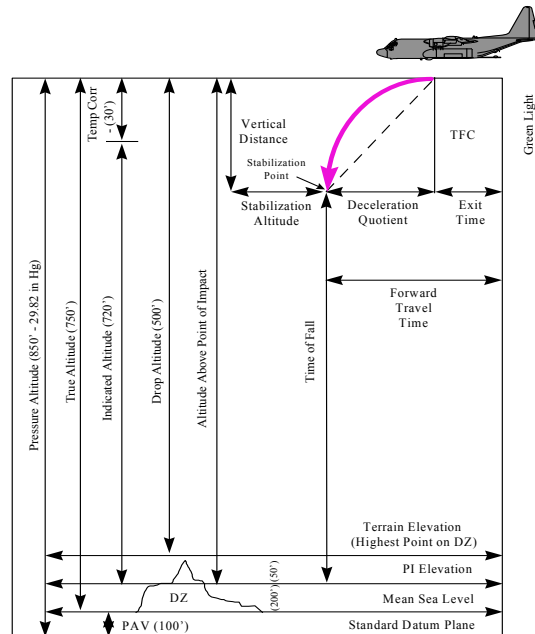 Green Light
Temp Corr
- (30')
Vertical
Distance
TFC
Stabilization
Point
Stabilization
Altitude
Deceleration
Quotient
Exit
Time
Forward
Travel
Time
Pressure Altitude (850' - 29.82 in Hg)
True Altitude (750')
Indicated Altitude (720')
Drop Altitude (500')
Altitude Above Point of Impact
Time of Fall
Terrain Elevation
(Highest Point on DZ)
PI Elevation
(50')
DZ
(200')
Mean Sea Level
PAV (100')
Standard Datum Plane